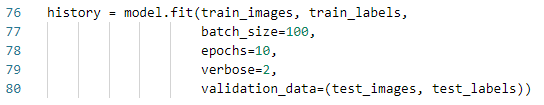 76 history = model.fit(train_images, train_labels,
77 batch_size=100,
78 epochs=10,
79 verbose=2,
80 validation_data=(test_images, test_labels))